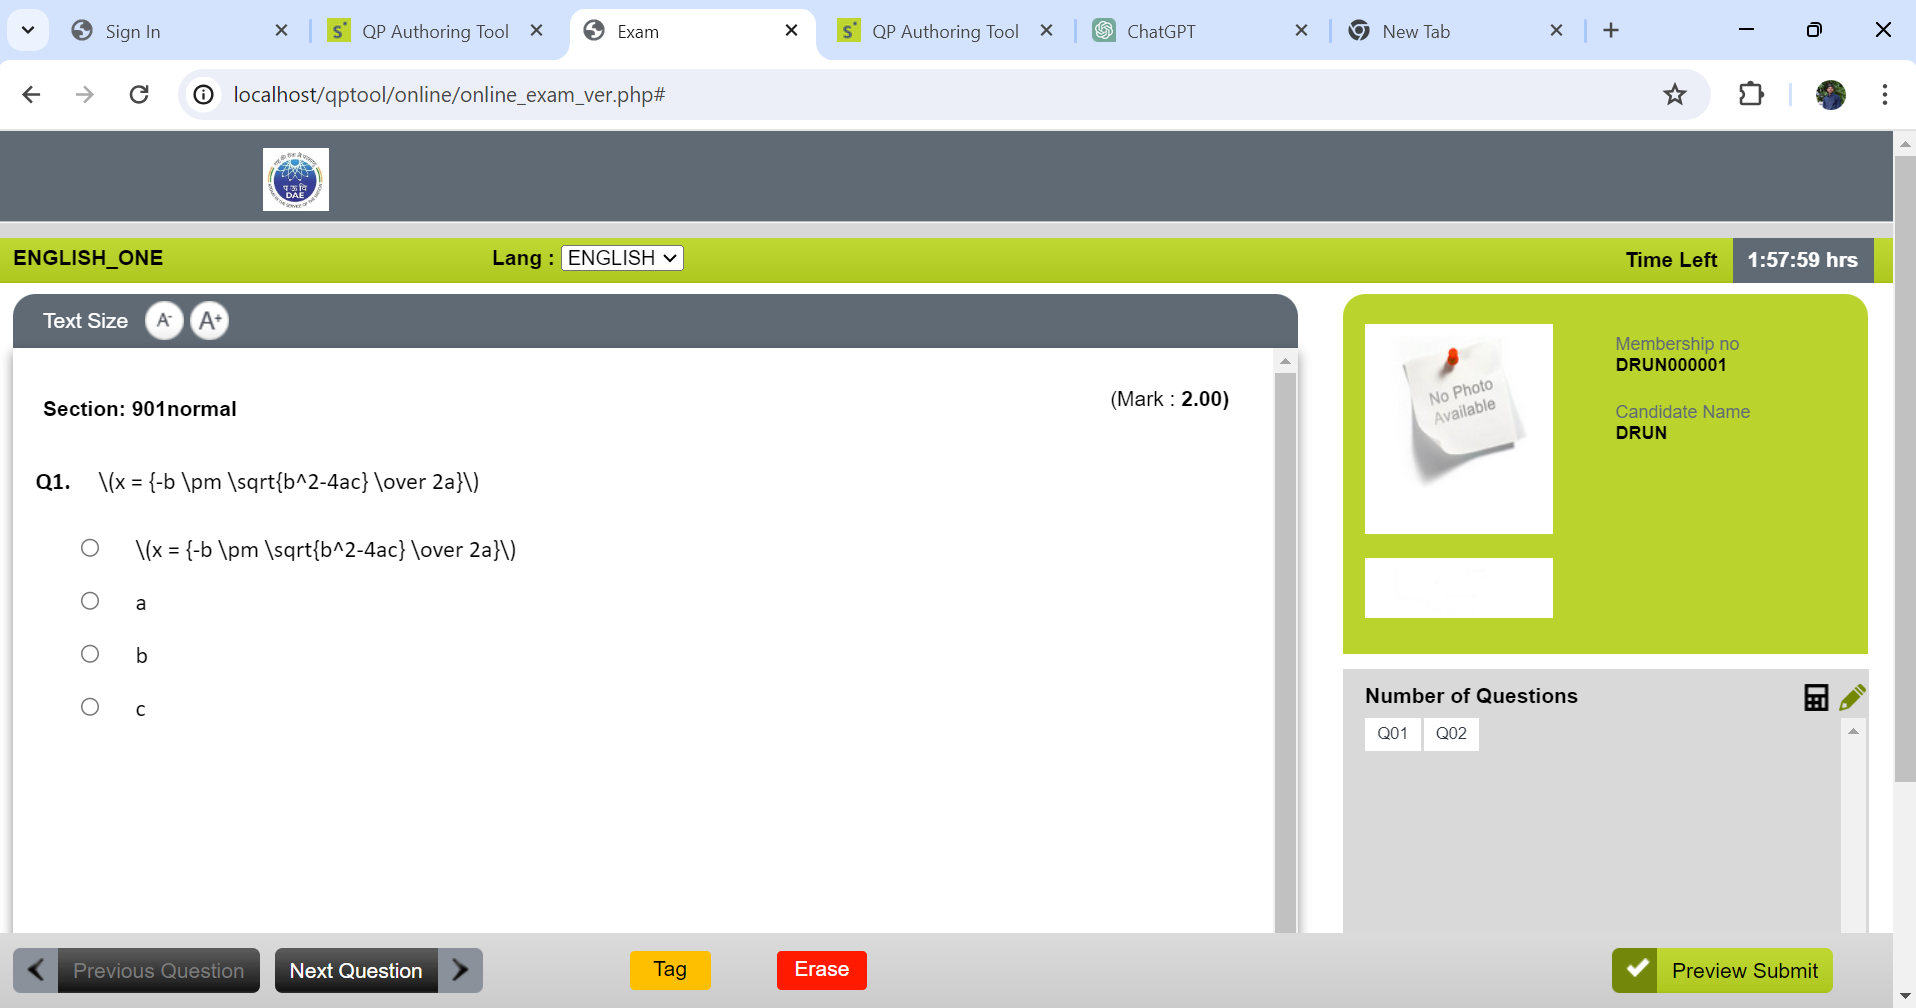 Sign In
QP Authoring Tool
Exam
QP Authoring Tool
ChatGPT
New Tab
localhost/qptool/online/online_exam_ver.php#
DAE
ENGLISH_ONE
Lang : ENGLISH
Time Left 1:57:59 hrs
Text Size A- A+
Section: 901normal
(Mark : 2.00)
Q1. \(x = {-b \pm \sqrt{b^2-4ac} \over 2a}\)
\(x = {-b \pm \sqrt{b^2-4ac} \over 2a}\)
a
b
c
No Photo
Available
Membership no
DRUN000001
Candidate Name
DRUN
Number of Questions
Q01 Q02
Previous Question
Next Question
Tag
Erase
Preview Submit